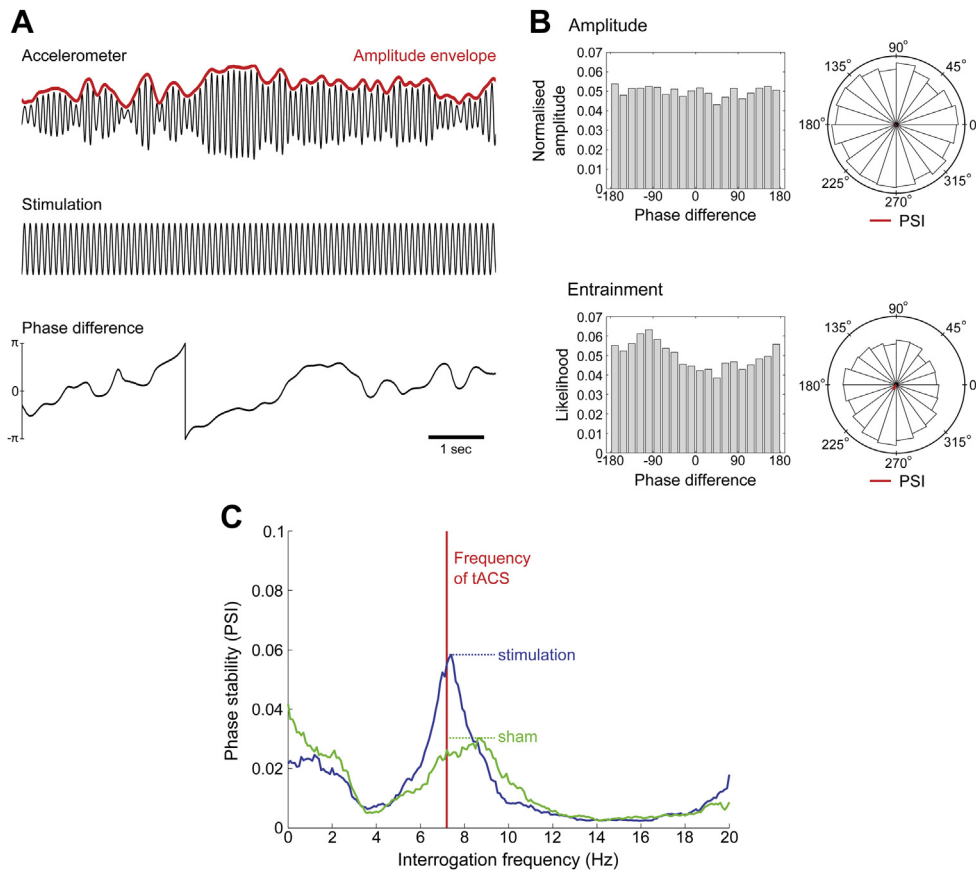 A
Accelerometer
Amplitude envelope
Stimulation
Phase difference
π
0
-π
1 sec
B
Amplitude
Normalised
amplitude
0.07
0.06
0.05
0.04
0.03
0.02
0.01
0
-180
-90
0
90
180
Phase difference
90°
45°
0
315°
270°
225°
180°
135°
PSI
Entrainment
Likelihood
0.07
0.06
0.05
0.04
0.03
0.02
0.01
0
-180
-90
0
90
180
Phase difference
90°
45°
0
315°
270°
225°
180°
135°
PSI
C
Phase stability (PSI)
0.1
0.08
0.06
0.04
0.02
0
Frequency
of tACS
stimulation
sham
0 2 4 6 8 10 12 14 16 18 20
Interrogation frequency (Hz)